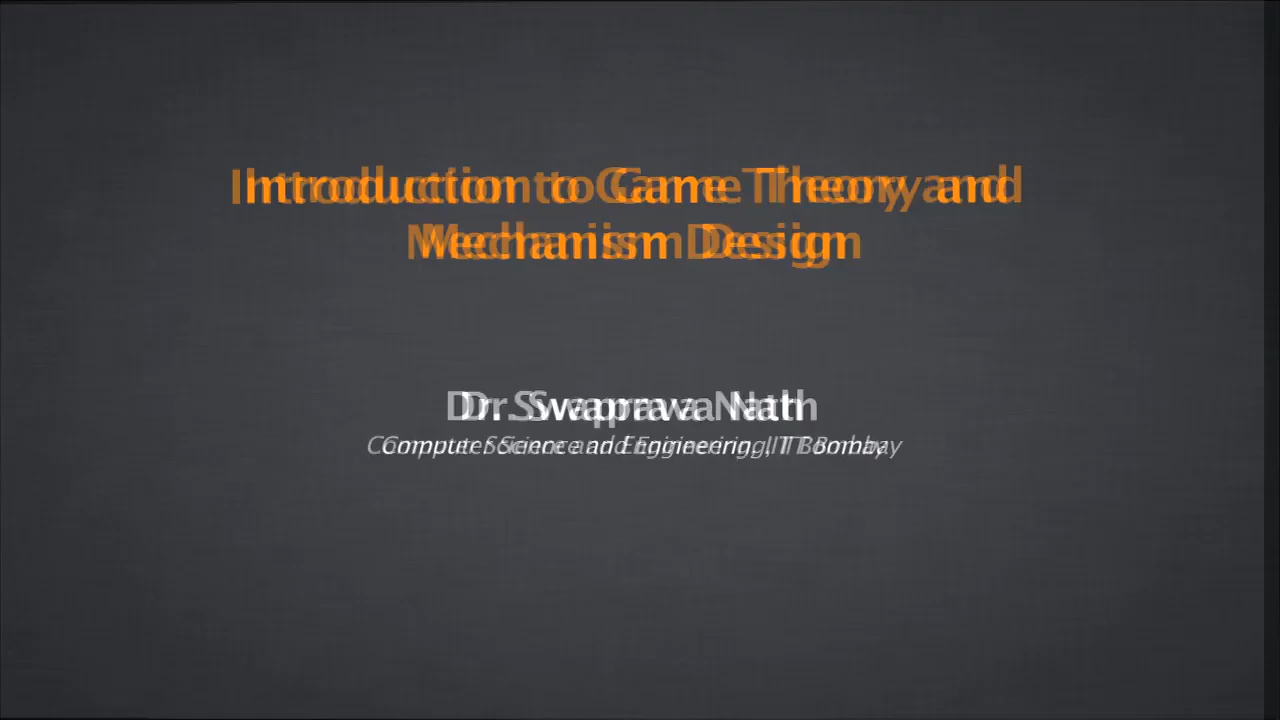 Introduction to Game Theory and
Mechanism Design
Dr. Swaprava Nath
Computer Science and Engineering, IIT Bombay